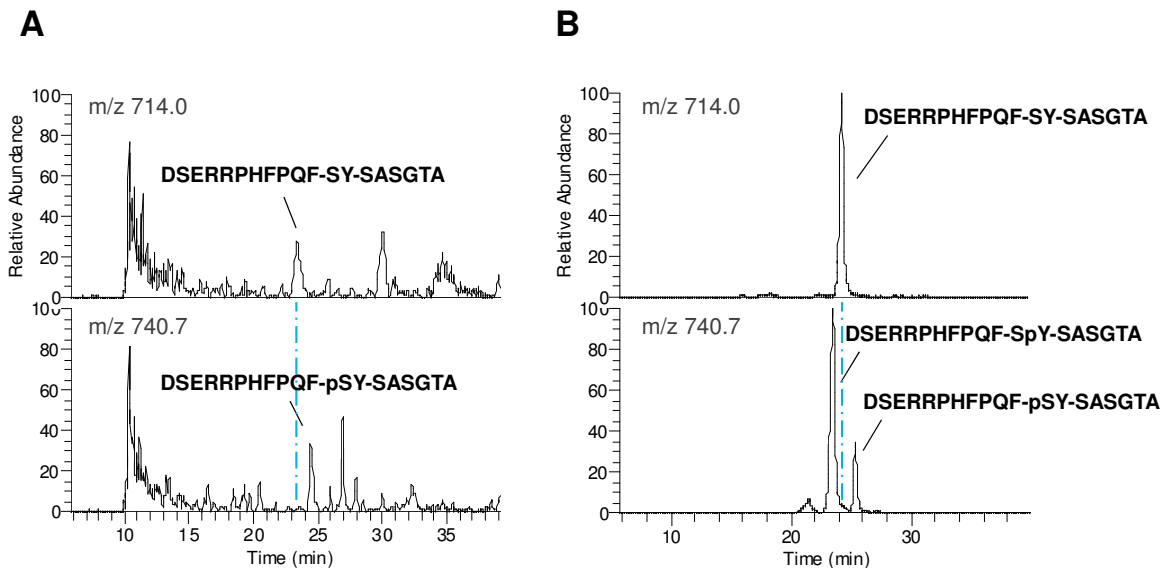 A
B
m/z 714.0
DSERRPHFPQF-SY-SASGTA
Relative Abundance
100
80
60
40
20
0
m/z 740.7
DSERRPHFPQF-pSY-SASGTA
100
80
60
40
20
0
10 15 20 25 30 35
Time (min)
m/z 714.0
DSERRPHFPQF-SY-SASGTA
Relative Abundance
100
80
60
40
20
0
m/z 740.7
DSERRPHFPQF-SpY-SASGTA
DSERRPHFPQF-pSY-SASGTA
100
80
60
40
20
0
10 20 30
Time (min)